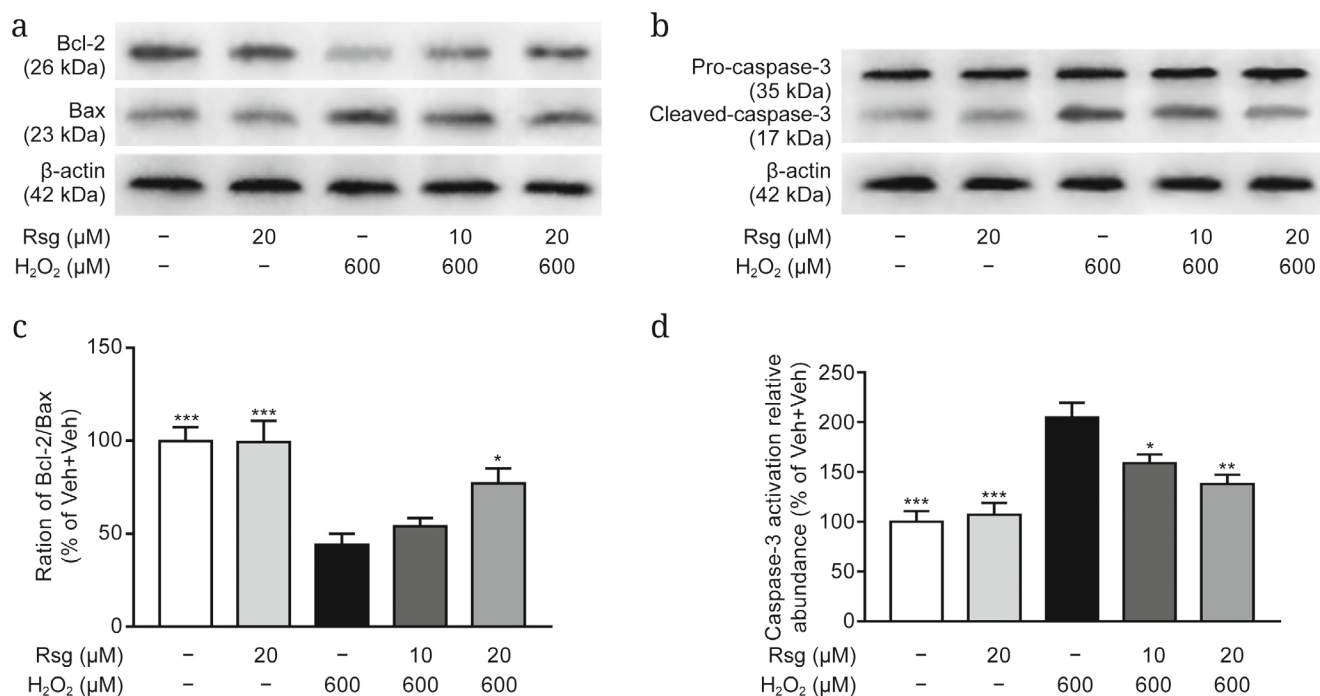 a
Bcl-2
(26 kDa)
Bax
(23 kDa)
β-actin
(42 kDa)
Rsg (μM) – 20 – 10 20
H₂O₂ (μM) – – 600 600 600
b
Pro-caspase-3
(35 kDa)
Cleaved-caspase-3
(17 kDa)
β-actin
(42 kDa)
Rsg (μM) – 20 – 10 20
H₂O₂ (μM) – – 600 600 600
c
Ration of Bcl-2/Bax
(% of Veh+Veh)
150
100
50
0
*** *** *
Rsg (μM) – 20 – 10 20
H₂O₂ (μM) – – 600 600 600
d
Caspase-3 activation relative
abundance (% of Veh+Veh)
250
200
150
100
50
0
*** *** * **
Rsg (μM) – 20 – 10 20
H₂O₂ (μM) – – 600 600 600